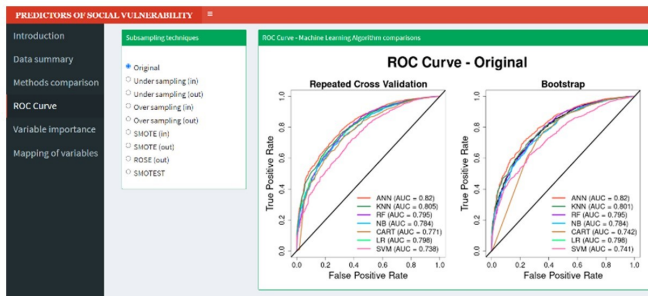 PREDICTORS OF SOCIAL VULNERABILITY
Introduction
Data summary
Methods comparison
ROC Curve
Variable importance
Mapping of variables
Subsampling techniques
Original
Under sampling (in)
Under sampling (out)
Over sampling (in)
Over sampling (out)
SMOTE (in)
SMOTE (out)
ROSE (out)
SMOTEST
ROC Curve - Machine Learning Algorithm comparisons
ROC Curve - Original
Repeated Cross Validation
True Positive Rate
1.0
0.8
0.6
0.4
0.2
0.0
ANN (AUC = 0.82)
KNN (AUC = 0.805)
RF (AUC = 0.795)
NB (AUC = 0.784)
CART (AUC = 0.771)
LR (AUC = 0.798)
SVM (AUC = 0.738)
0.0 0.2 0.4 0.6 0.8 1.0
False Positive Rate
Bootstrap
True Positive Rate
1.0
0.8
0.6
0.4
0.2
0.0
ANN (AUC = 0.82)
KNN (AUC = 0.801)
RF (AUC = 0.795)
NB (AUC = 0.784)
CART (AUC = 0.742)
LR (AUC = 0.798)
SVM (AUC = 0.741)
0.0 0.2 0.4 0.6 0.8 1.0
False Positive Rate